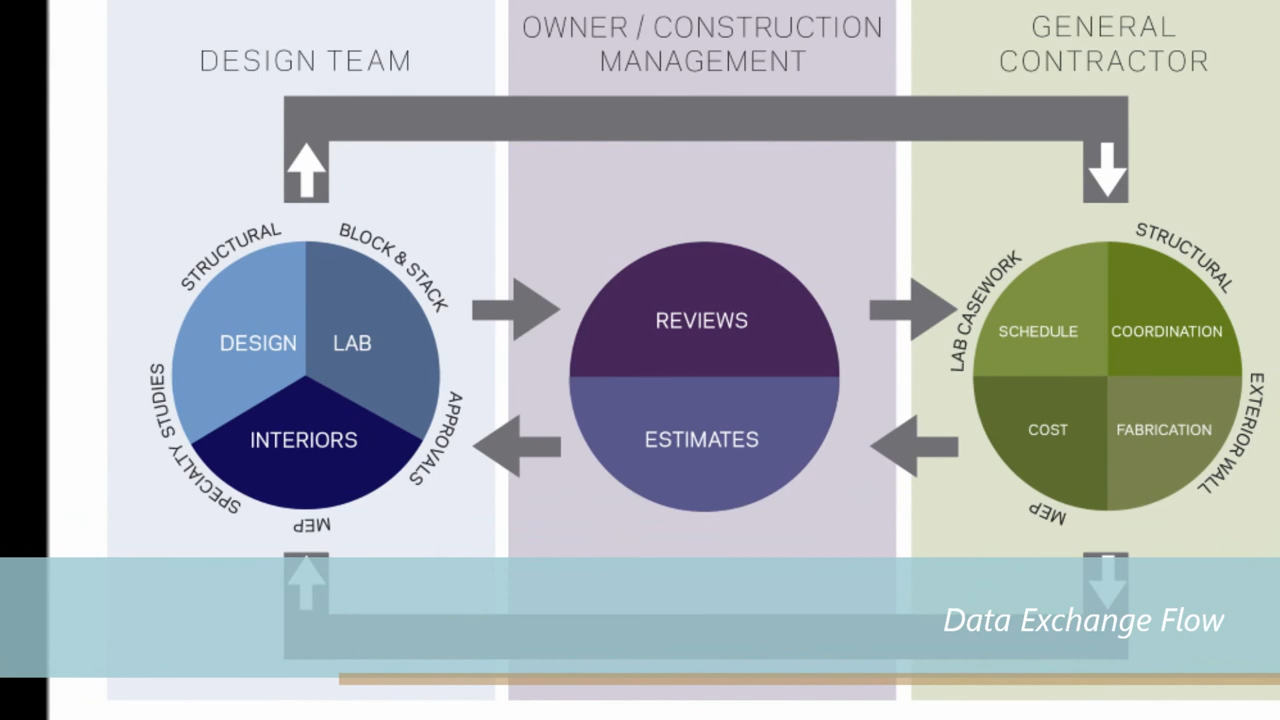 DESIGN TEAM
OWNER / CONSTRUCTION
MANAGEMENT
GENERAL
CONTRACTOR
STRUCTURAL
BLOCK & STACK
DESIGN
LAB
INTERIORS
SPECIALTY STUDIES
APPROVALS
MEP
REVIEWS
ESTIMATES
LAB CASEWORK
STRUCTURAL
SCHEDULE
COORDINATION
COST
FABRICATION
EXTERIOR WALL
MEP
Data Exchange Flow